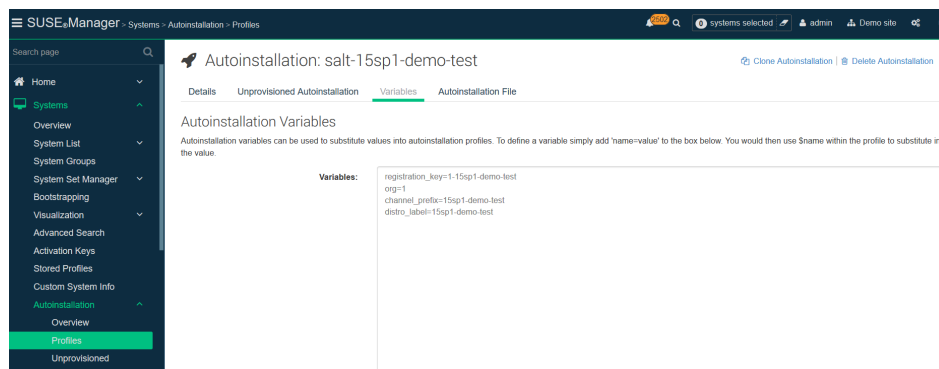 SUSE®Manager > Systems > Autoinstallation > Profiles
2502
0 systems selected
admin
Demo site
Search page
Home
Systems
Overview
System List
System Groups
System Set Manager
Bootstrapping
Visualization
Advanced Search
Activation Keys
Stored Profiles
Custom System Info
Autoinstallation
Overview
Profiles
Unprovisioned
Autoinstallation: salt-15sp1-demo-test
Clone Autoinstallation | Delete Autoinstallation
Details Unprovisioned Autoinstallation Variables Autoinstallation File
Autoinstallation Variables
Autoinstallation variables can be used to substitute values into autoinstallation profiles. To define a variable simply add 'name=value' to the box below. You would then use $name within the profile to substitute in
the value.
Variables:
registration_key=1-15sp1-demo-test
org=1
channel_prefix=15sp1-demo-test
distro_label=15sp1-demo-test